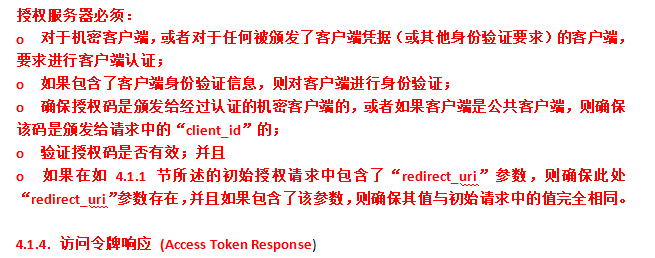 授权服务器必须：
o 对于机密客户端，或者对于任何被颁发了客户端凭据（或其他身份验证要求）的客户端，
要求进行客户端认证；
o 如果包含了客户端身份验证信息，则对客户端进行身份验证；
o 确保授权码是颁发给经过认证的机密客户端的，或者如果客户端是公共客户端，则确保
该码是颁发给请求中的“client_id”的；
o 验证授权码是否有效；并且
o 如果在如 4.1.1 节所述的初始授权请求中包含了“redirect_uri”参数，则确保此处
“redirect_uri”参数存在，并且如果包含了该参数，则确保其值与初始请求中的值完全相同。
4.1.4. 访问令牌响应 (Access Token Response)